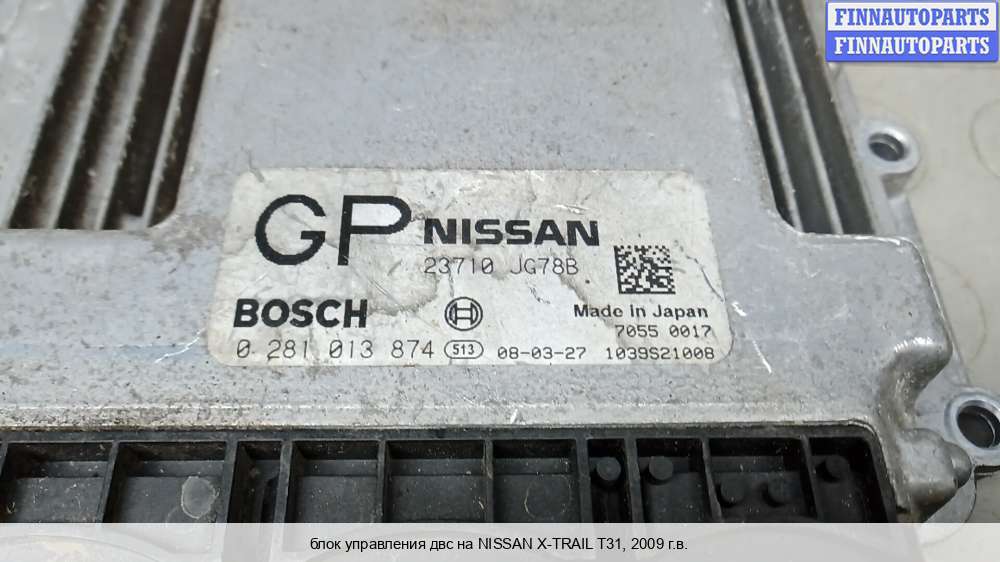 FINNAUTOPARTS
FINNAUTOPARTS
GP NISSAN
23710 JG78B
BOSCH
Made in Japan
7055 0017
0 281 013 874 513 08-03-27 1039S21008
блок управления двс на NISSAN X-TRAIL T31, 2009 г.в.